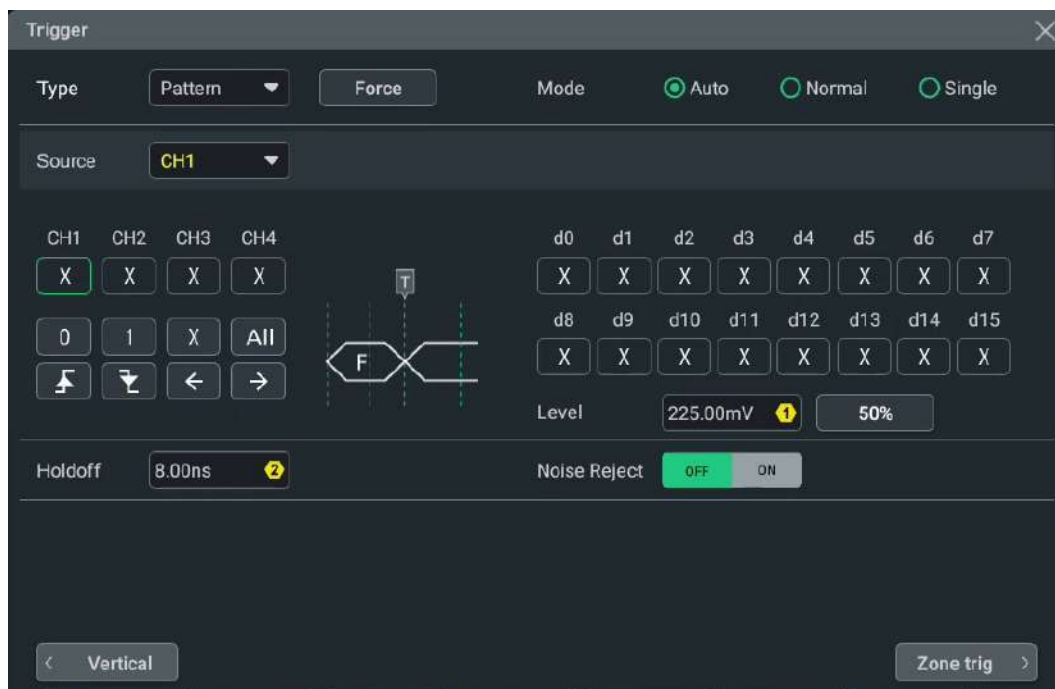 Trigger
Type Pattern Force Mode Auto Normal Single
Source CH1
CH1 CH2 CH3 CH4
X X X X
0 1 X All
← →
T
F
d0 d1 d2 d3 d4 d5 d6 d7
X X X X X X X X
d8 d9 d10 d11 d12 d13 d14 d15
X X X X X X X X
Level 225.00mV 1 50%
Holdoff 8.00ns 2 Noise Reject OFF ON
< Vertical Zone trig >